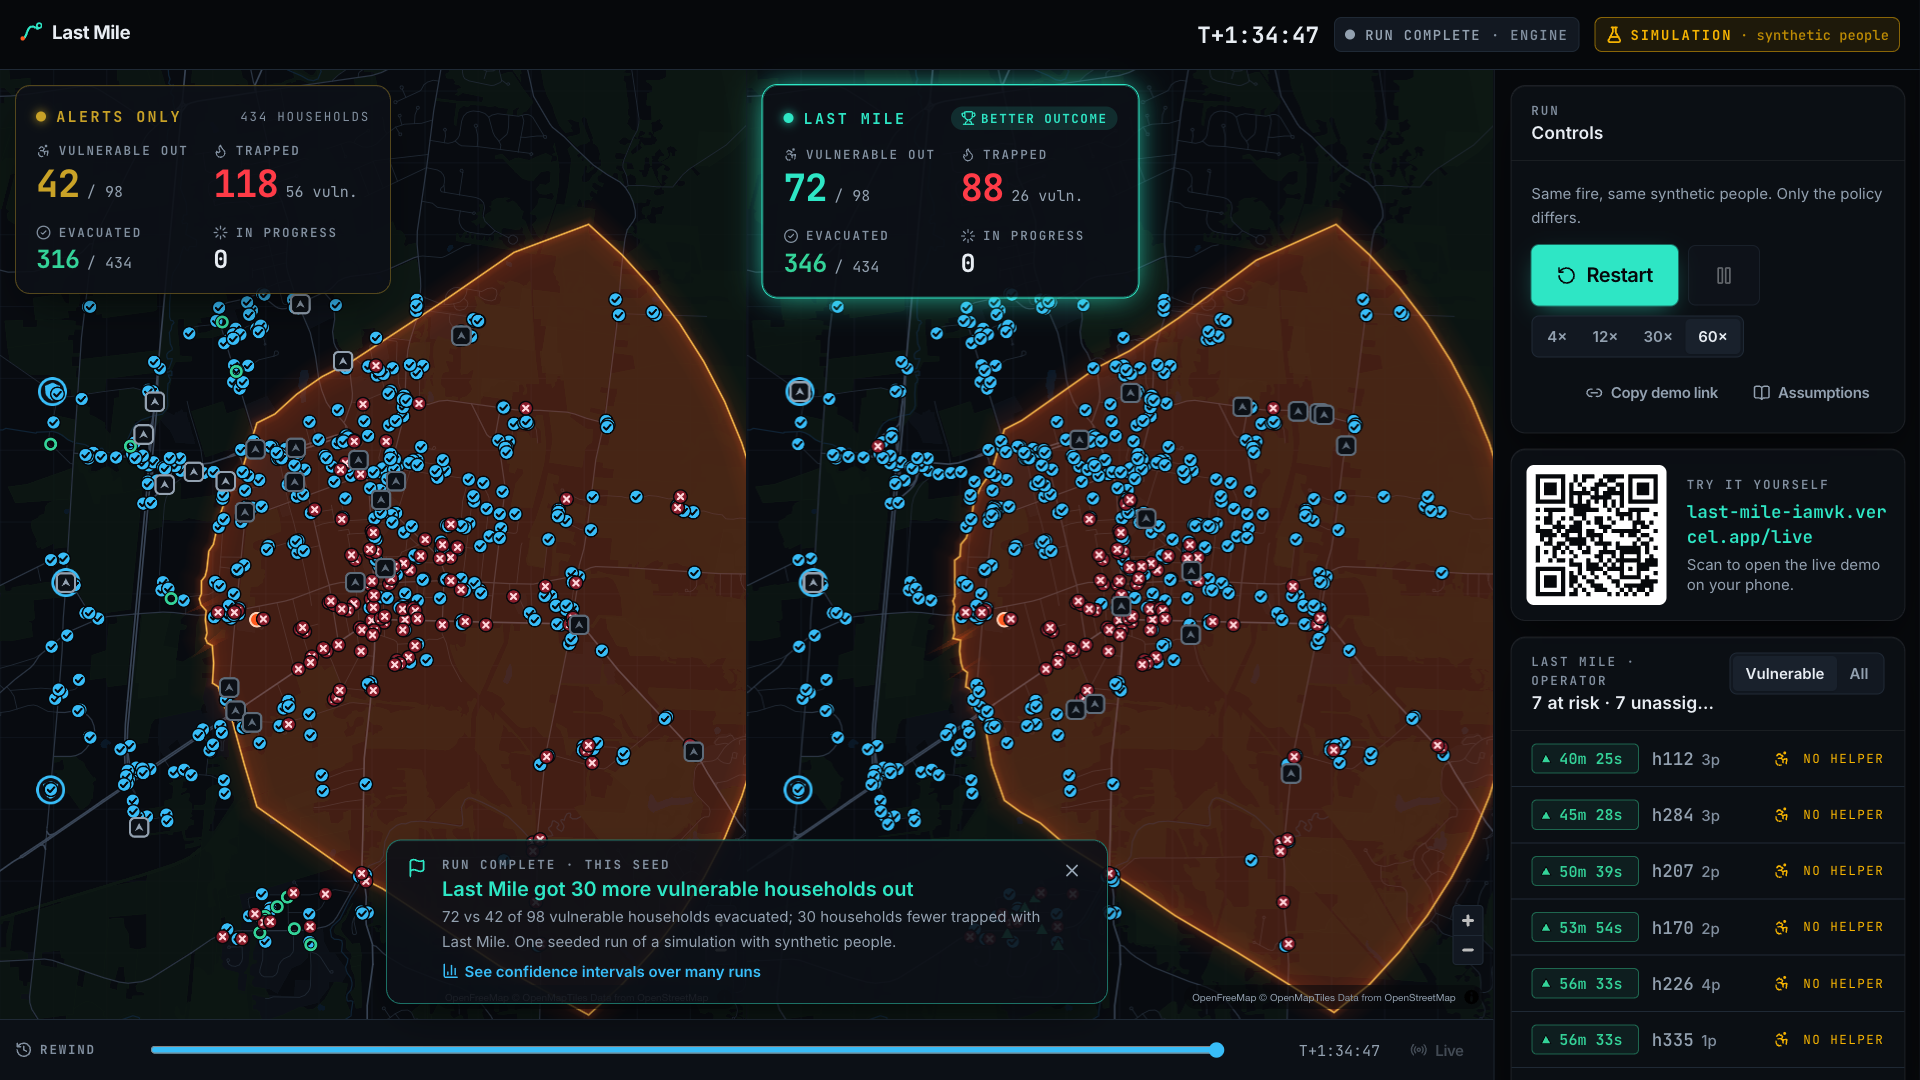 Last Mile
T+1:34:47
RUN COMPLETE · ENGINE
SIMULATION · synthetic people
ALERTS ONLY
434 HOUSEHOLDS
VULNERABLE OUT
TRAPPED
42 / 98
118 56 vuln.
EVACUATED
IN PROGRESS
316 / 434
0
LAST MILE
BETTER OUTCOME
VULNERABLE OUT
TRAPPED
72 / 98
88 26 vuln.
EVACUATED
IN PROGRESS
346 / 434
0
RUN
Controls
Same fire, same synthetic people. Only the policy
differs.
Restart
4×
12×
30×
60×
Copy demo link
Assumptions
TRY IT YOURSELF
last-mile-iamvk.ver
cel.app/live
Scan to open the live demo
on your phone.
LAST MILE ·
OPERATOR
7 at risk · 7 unassig…
Vulnerable
All
40m 25s h112 3p NO HELPER
45m 28s h284 3p NO HELPER
50m 39s h207 2p NO HELPER
53m 54s h170 2p NO HELPER
56m 33s h226 4p NO HELPER
56m 33s h335 1p NO HELPER
RUN COMPLETE · THIS SEED
Last Mile got 30 more vulnerable households out
72 vs 42 of 98 vulnerable households evacuated; 30 households fewer trapped with
Last Mile. One seeded run of a simulation with synthetic people.
See confidence intervals over many runs
OpenFreeMap © OpenMapTiles Data from OpenStreetMap
OpenFreeMap © OpenMapTiles Data from OpenStreetMap
REWIND
T+1:34:47
Live